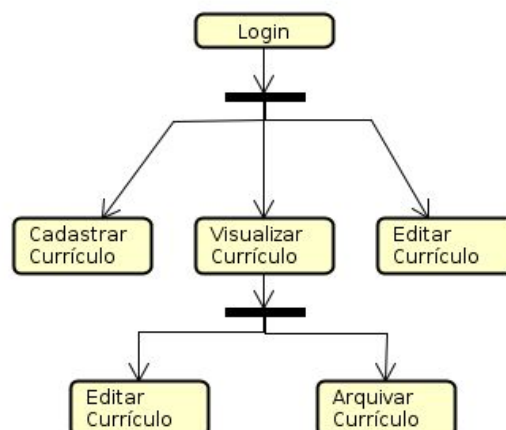 Login
Cadastrar
Currículo
Visualizar
Currículo
Editar
Currículo
Editar
Currículo
Arquivar
Currículo